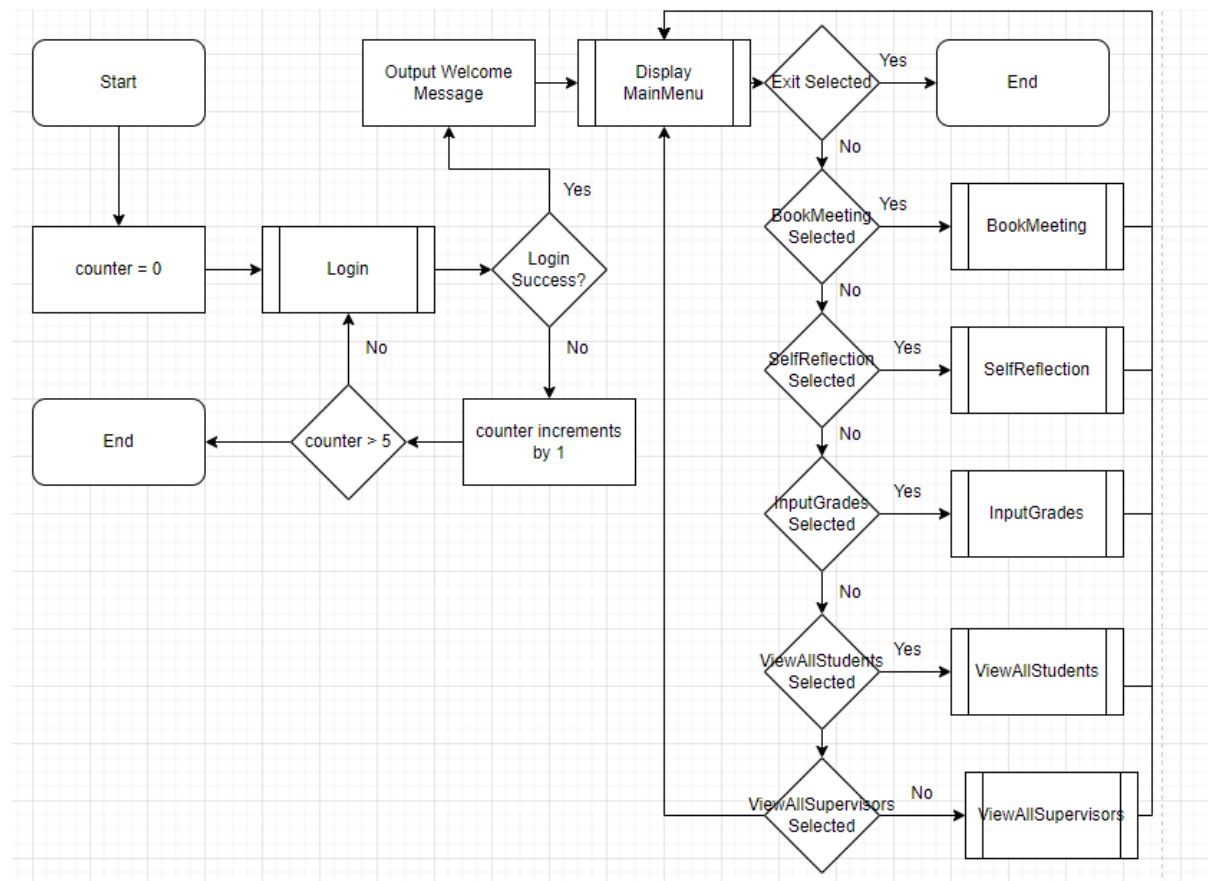 Start
Output Welcome
Message
Display
MainMenu
Exit Selected
Yes
End
No
Yes
BookMeeting
Selected
Yes
BookMeeting
counter = 0
Login
Login
Success?
No
No
No
SelfReflection
Selected
Yes
SelfReflection
End
counter > 5
counter increments
by 1
No
InputGrades
Selected
Yes
InputGrades
No
ViewAllStudents
Selected
Yes
ViewAllStudents
ViewAllSupervisors
Selected
No
ViewAllSupervisors